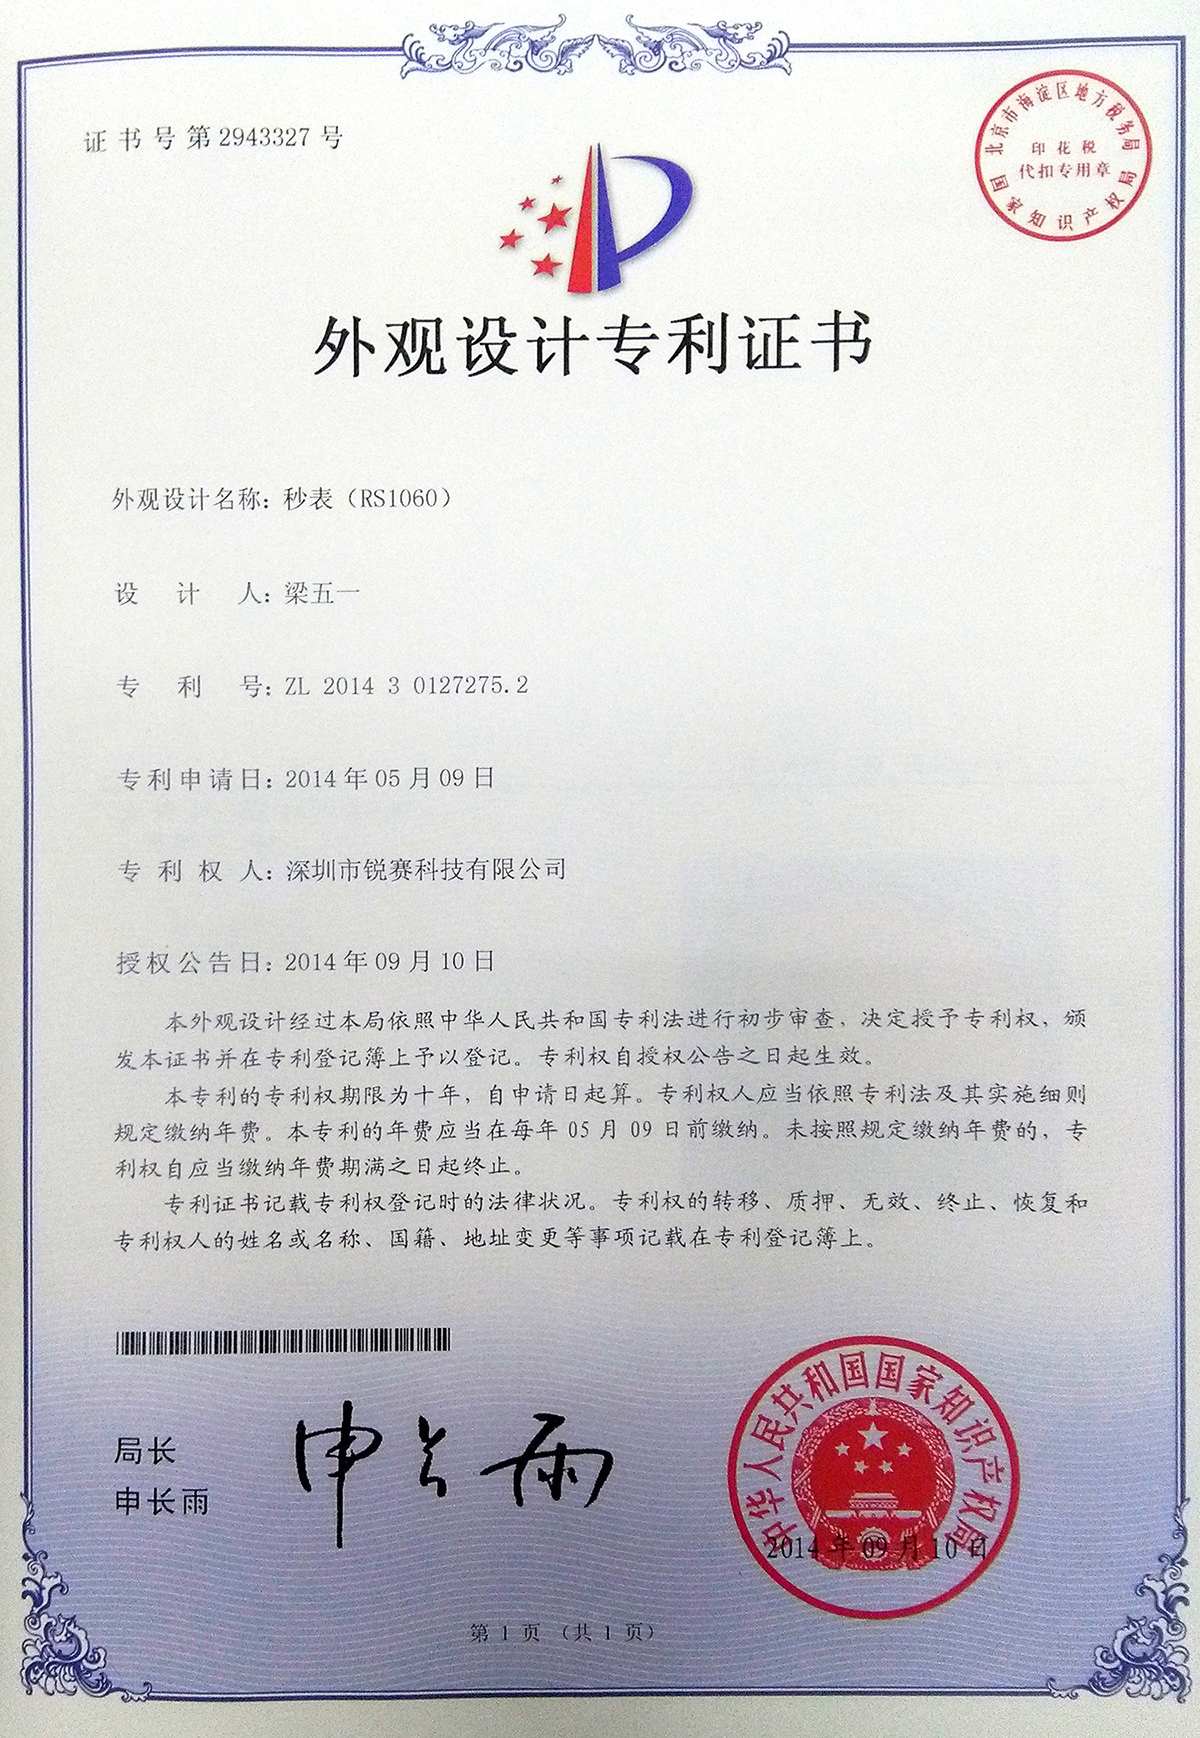 证书号第2943327号
北京市海淀区地方税务局
印花税
代扣专用章
国家知识产权局
外观设计专利证书
外观设计名称：秒表（RS1060）
设计人：梁五一
专利号：ZL 2014 3 0127275.2
专利申请日：2014年05月09日
专利权人：深圳市锐赛科技有限公司
授权公告日：2014年09月10日
本外观设计经过本局依照中华人民共和国专利法进行初步审查，决定授予专利权，颁
发本证书并在专利登记簿上予以登记。专利权自授权公告之日起生效。
本专利的专利权期限为十年，自申请日起算。专利权人应当依照专利法及其实施细则
规定缴纳年费。本专利的年费应当在每年05月09日前缴纳。未按照规定缴纳年费的，专
利权自应当缴纳年费期满之日起终止。
专利证书记载专利权登记时的法律状况。专利权的转移、质押、无效、终止、恢复和
专利权人的姓名或名称、国籍、地址变更等事项记载在专利登记簿上。
局长
申长雨
申长雨
中华人民共和国国家知识产权局
2014年09月10日
第1页（共1页）